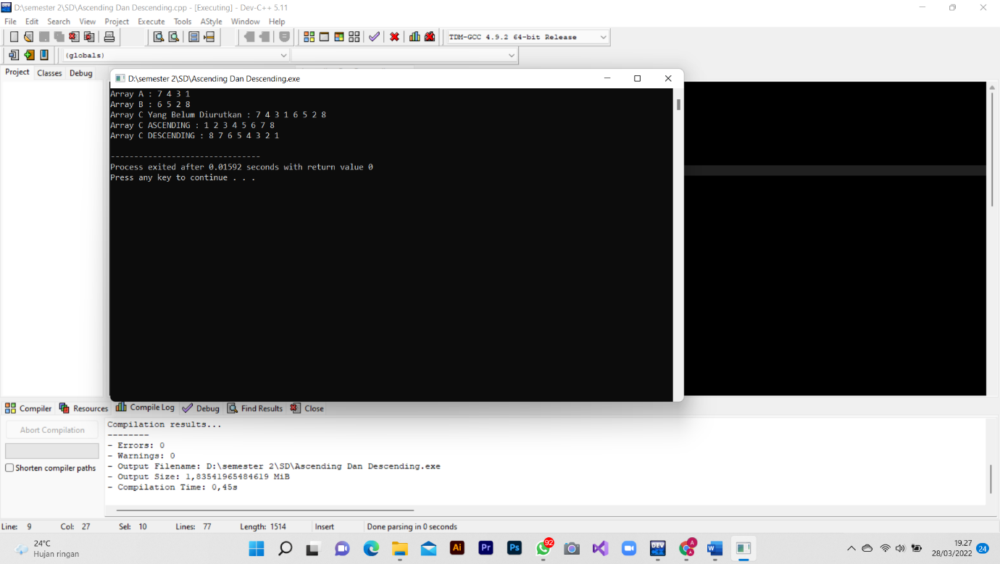 D:\semester 2\SD\Ascending Dan Descending.cpp - [Executing] - Dev-C++ 5.11
File Edit Search View Project Execute Tools AStyle Window Help
TDM-GCC 4.9.2 64-bit Release
(globals)
Project Classes Debug
D:\semester 2\SD\Ascending Dan Descending.exe
Array A : 7 4 3 1
Array B : 6 5 2 8
Array C Yang Belum Diurutkan : 7 4 3 1 6 5 2 8
Array C ASCENDING : 1 2 3 4 5 6 7 8
Array C DESCENDING : 8 7 6 5 4 3 2 1
--------------------------------
Process exited after 0.01592 seconds with return value 0
Press any key to continue . . .
Compiler Resources Compile Log Debug Find Results Close
Abort Compilation
Shorten compiler paths
Compilation results...
--------
- Errors: 0
- Warnings: 0
- Output Filename: D:\semester 2\SD\Ascending Dan Descending.exe
- Output Size: 1,83541965484619 MiB
- Compilation Time: 0,45s
Line: 9 Col: 27 Sel: 10 Lines: 77 Length: 1514 Insert Done parsing in 0 seconds
24°C
Hujan ringan
Ai Pr Ps 92 DEV A A W
19.27
28/03/2022 24